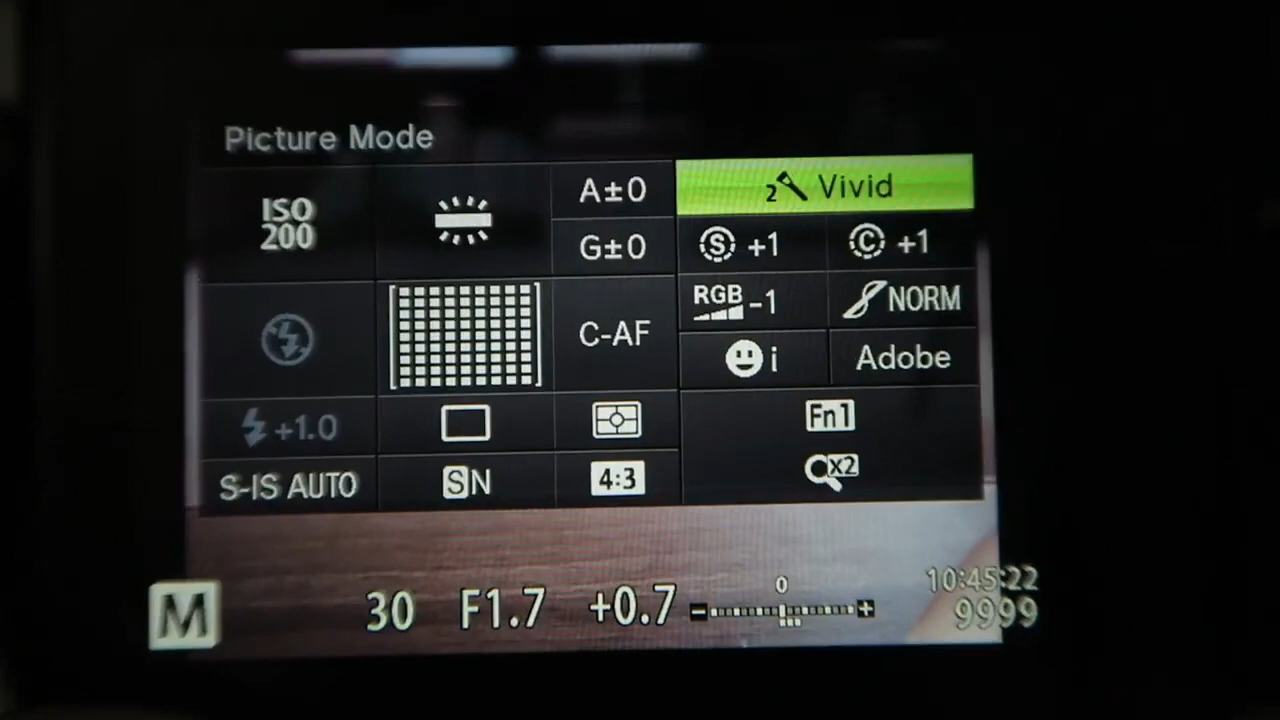 Picture Mode
ISO 200
A±0
2 Vivid
G±0
S +1
C +1
RGB -1
NORM
C-AF
i
Adobe
+1.0
Fn1
S-IS AUTO
SN
4:3
x2
M
30
F1.7
+0.7
0
10:45:22
9999